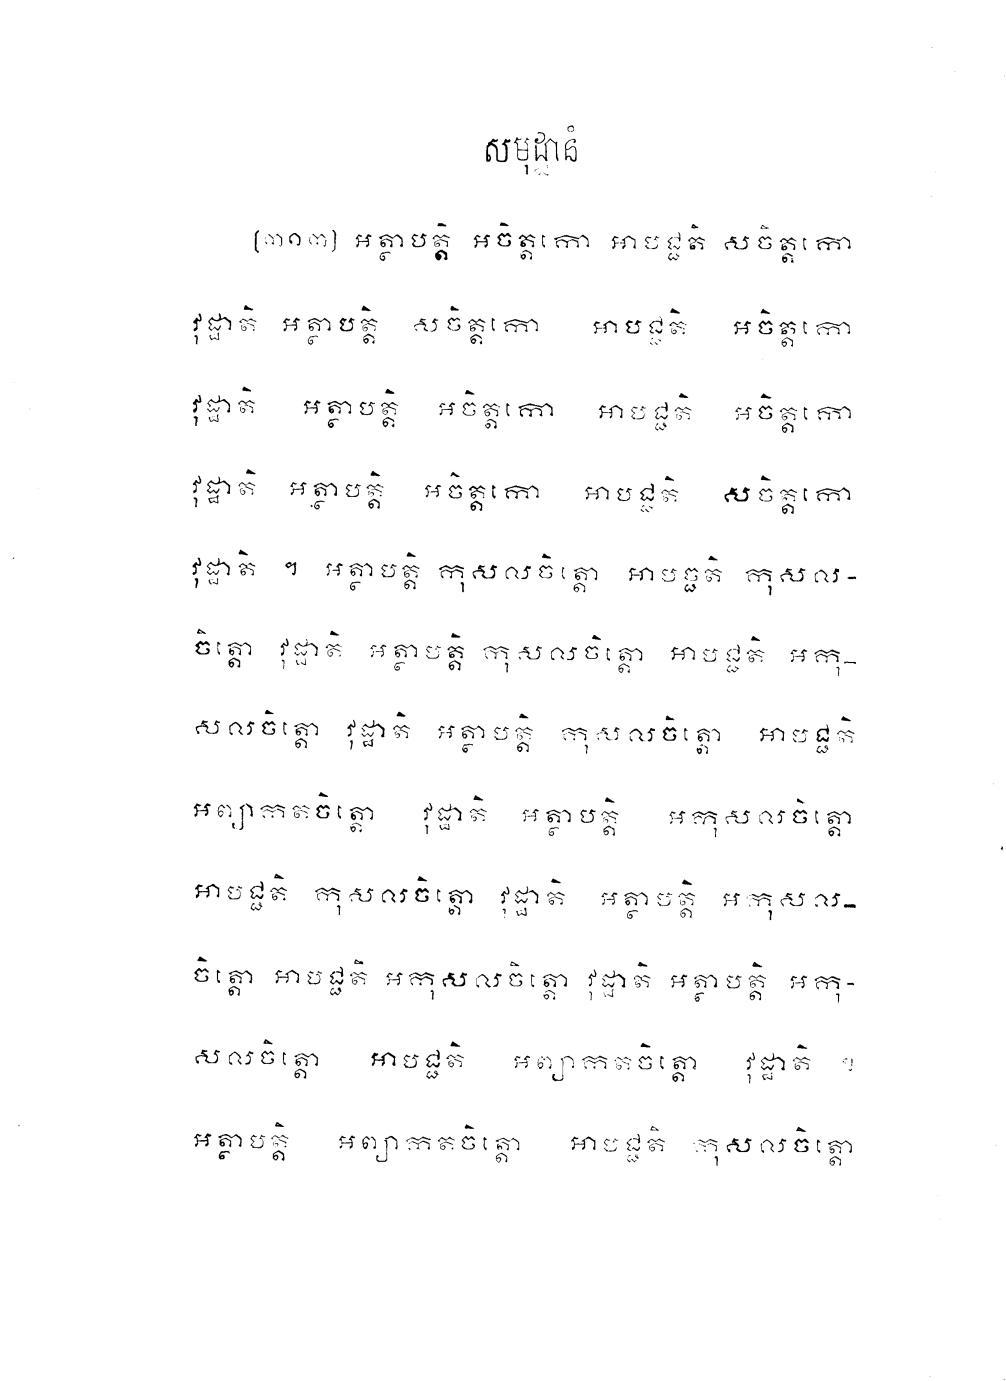 សមុដ្ឋានំ
[៣១៣] អត្ថាបត្តិ អចិត្តកោ អាបជ្ជតិ សចិត្តកោ
វុដ្ឋាតិ អត្ថាបត្តិ សចិត្តកោ អាបជ្ជតិ អចិត្តកោ
វុដ្ឋាតិ អត្ថាបត្តិ អចិត្តកោ អាបជ្ជតិ អចិត្តកោ
វុដ្ឋាតិ អត្ថាបត្តិ អចិត្តកោ អាបជ្ជតិ សចិត្តកោ
វុដ្ឋាតិ ។ អត្ថាបត្តិ កុសលចិត្តោ អាបច្ជតិ កុសល-
ចិត្តោ វុដ្ឋាតិ អត្ថាបត្តិ កុសលចិត្តោ អាបជ្ជតិ អកុ-
សលចិត្តោ វុដ្ឋាតិ អត្ថាបត្តិ កុសលចិត្តោ អាបជ្ជតិ
អព្យាកតចិត្តោ វុដ្ឋាតិ អត្ថាបត្តិ អកុសលចិត្តោ
អាបជ្ជតិ កុសលចិត្តោ វុដ្ឋាតិ អត្ថាបត្តិ អកុសល-
ចិត្តោ អាបជ្ជតិ អកុសលចិត្តោ វុដ្ឋាតិ អត្ថាបត្តិ អកុ-
សលចិត្តោ អាបជ្ជតិ អព្យាកតចិត្តោ វុដ្ឋាតិ ។
អត្ថាបត្តិ អព្យាកតចិត្តោ អាបជ្ជតិ កុសលចិត្តោ